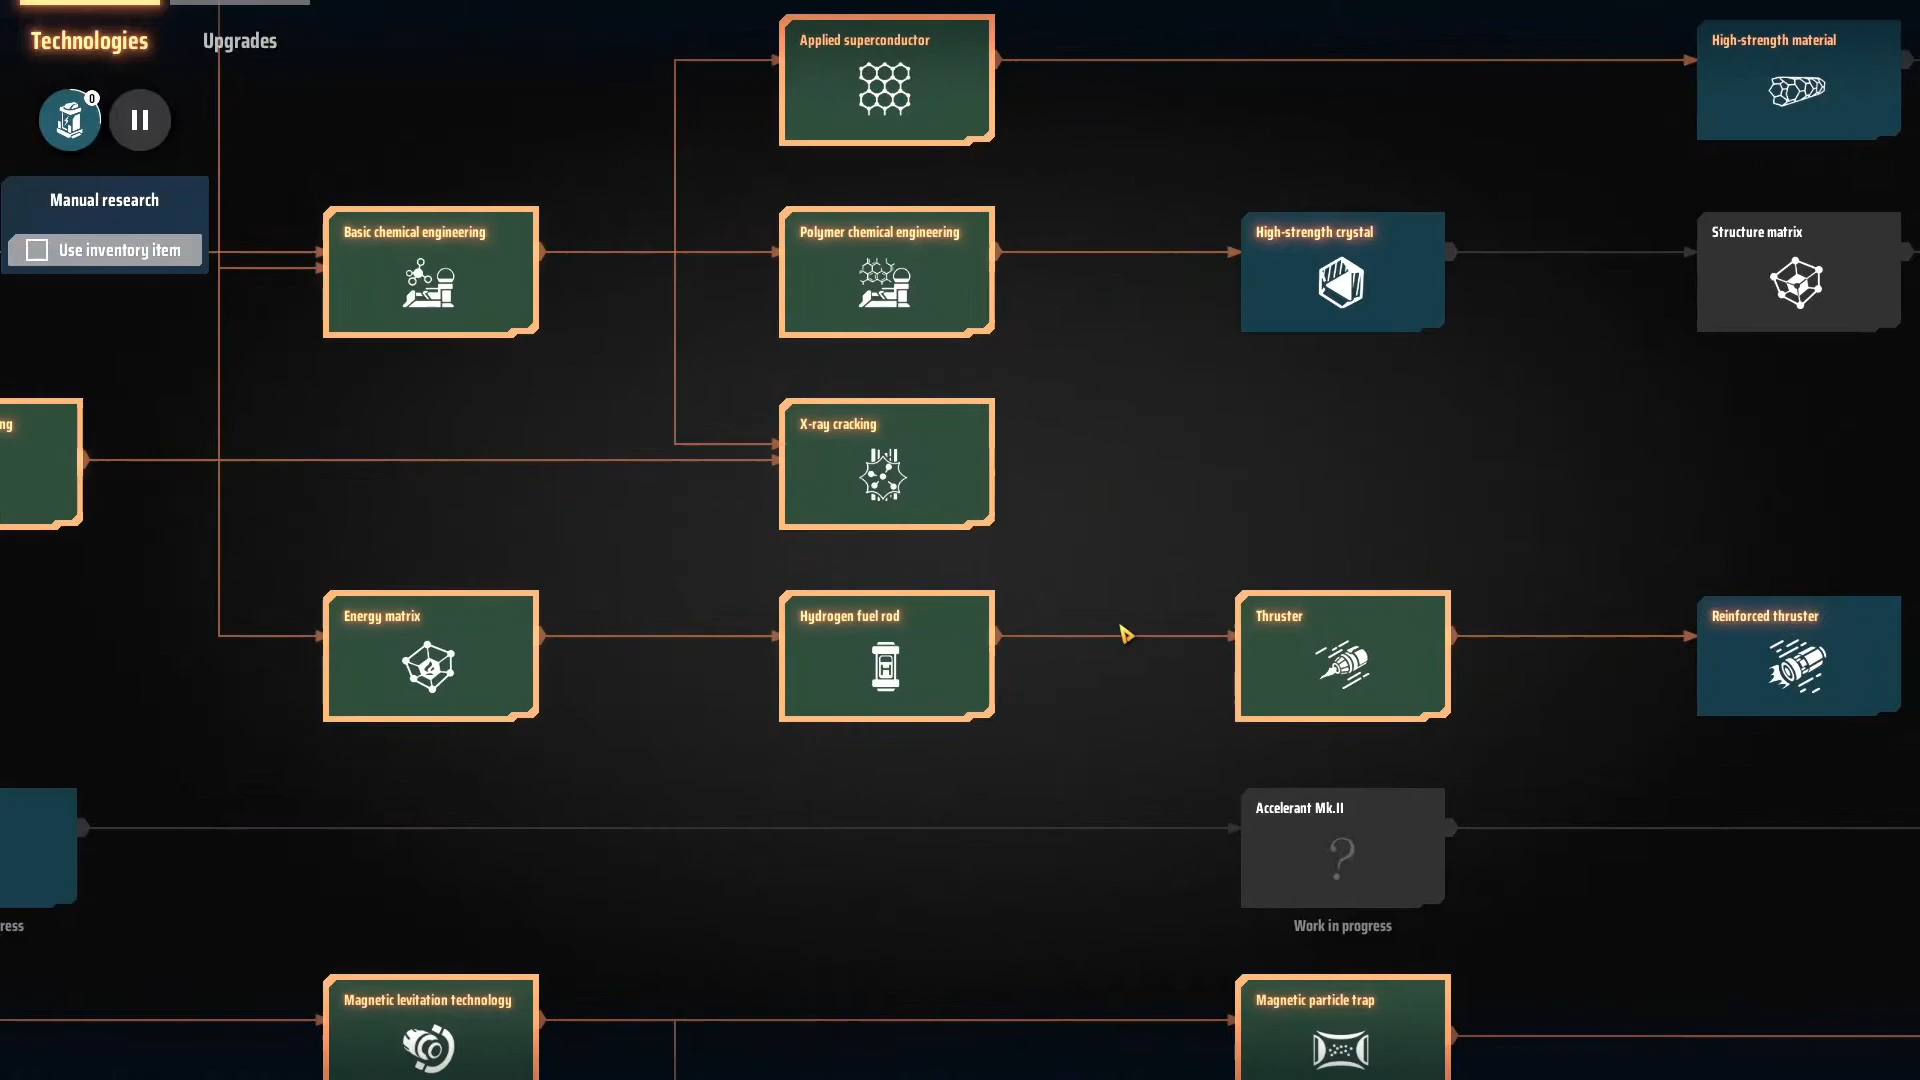 Technologies
Upgrades
0
Manual research
Use inventory item
Applied superconductor
High-strength material
Basic chemical engineering
Polymer chemical engineering
High-strength crystal
Structure matrix
ng
X-ray cracking
Energy matrix
Hydrogen fuel rod
H
Thruster
Reinforced thruster
Accelerant Mk.II
?
ress
Work in progress
Magnetic levitation technology
Magnetic particle trap